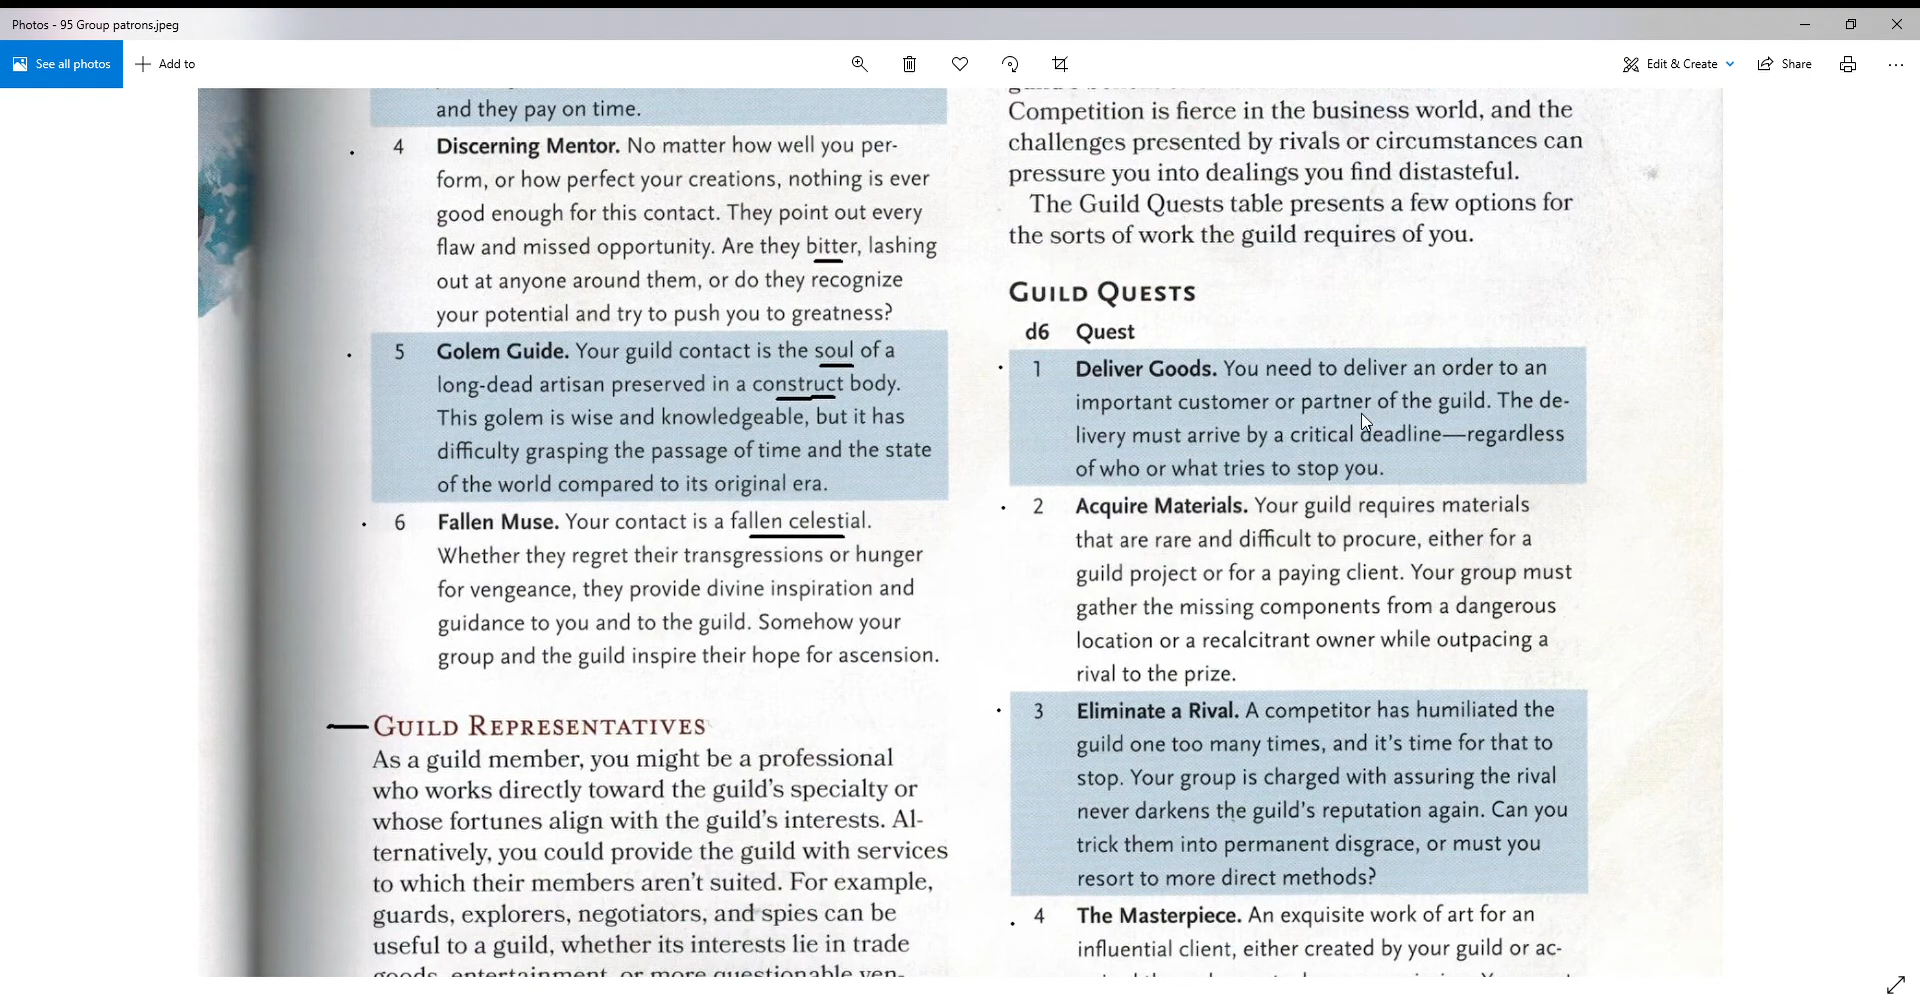 Photos - 95 Group patrons.jpeg
See all photos
Add to
Edit & Create
Share
and they pay on time.
4 Discerning Mentor. No matter how well you per-
form, or how perfect your creations, nothing is ever
good enough for this contact. They point out every
flaw and missed opportunity. Are they bitter, lashing
out at anyone around them, or do they recognize
your potential and try to push you to greatness?
5 Golem Guide. Your guild contact is the soul of a
long-dead artisan preserved in a construct body.
This golem is wise and knowledgeable, but it has
difficulty grasping the passage of time and the state
of the world compared to its original era.
6 Fallen Muse. Your contact is a fallen celestial.
Whether they regret their transgressions or hunger
for vengeance, they provide divine inspiration and
guidance to you and to the guild. Somehow your
group and the guild inspire their hope for ascension.
GUILD REPRESENTATIVES
As a guild member, you might be a professional
who works directly toward the guild's specialty or
whose fortunes align with the guild's interests. Al-
ternatively, you could provide the guild with services
to which their members aren't suited. For example,
guards, explorers, negotiators, and spies can be
useful to a guild, whether its interests lie in trade
goods, entertainment, or more questionable ven-
Competition is fierce in the business world, and the
challenges presented by rivals or circumstances can
pressure you into dealings you find distasteful.
The Guild Quests table presents a few options for
the sorts of work the guild requires of you.
GUILD QUESTS
d6 Quest
1 Deliver Goods. You need to deliver an order to an
important customer or partner of the guild. The de-
livery must arrive by a critical deadline—regardless
of who or what tries to stop you.
2 Acquire Materials. Your guild requires materials
that are rare and difficult to procure, either for a
guild project or for a paying client. Your group must
gather the missing components from a dangerous
location or a recalcitrant owner while outpacing a
rival to the prize.
3 Eliminate a Rival. A competitor has humiliated the
guild one too many times, and it's time for that to
stop. Your group is charged with assuring the rival
never darkens the guild's reputation again. Can you
trick them into permanent disgrace, or must you
resort to more direct methods?
4 The Masterpiece. An exquisite work of art for an
influential client, either created by your guild or ac-